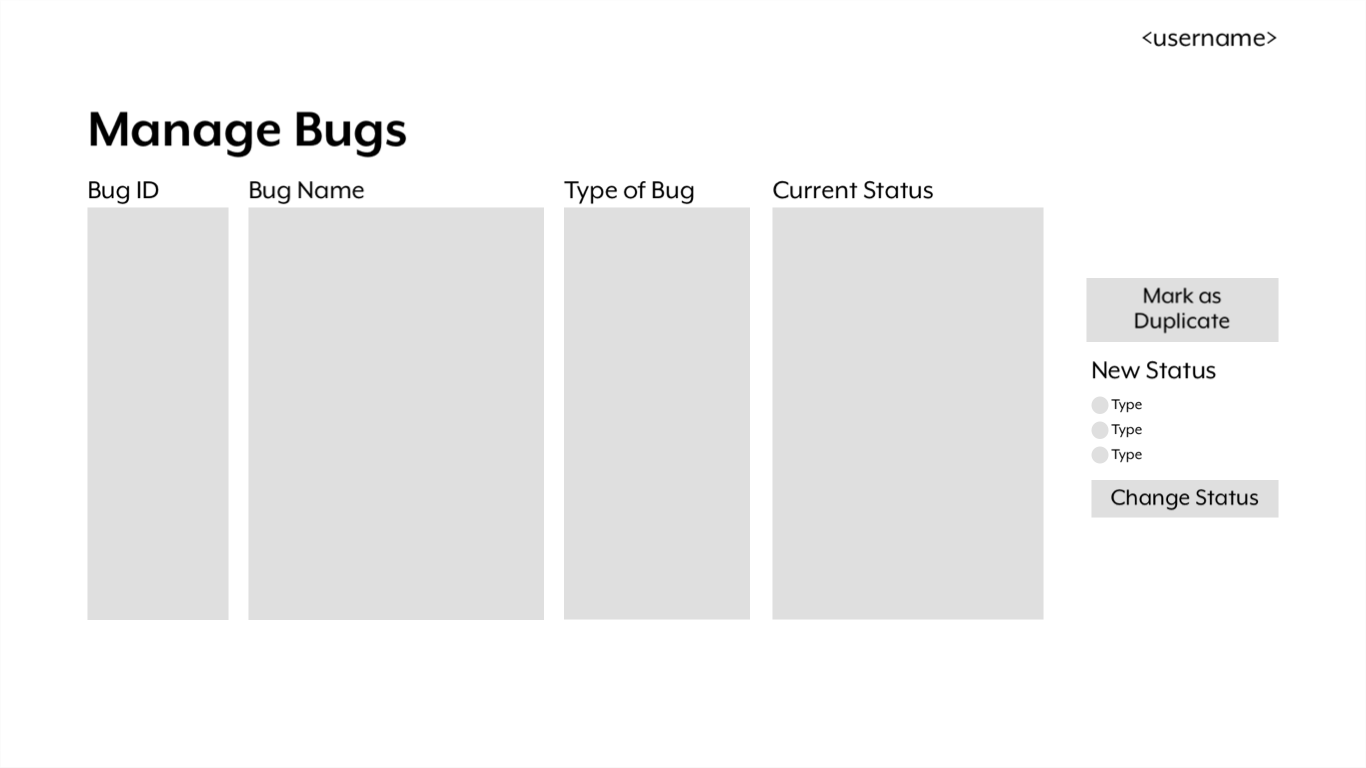 <username>
Manage Bugs
Bug ID
Bug Name
Type of Bug
Current Status
Mark as
Duplicate
New Status
Type
Type
Type
Change Status